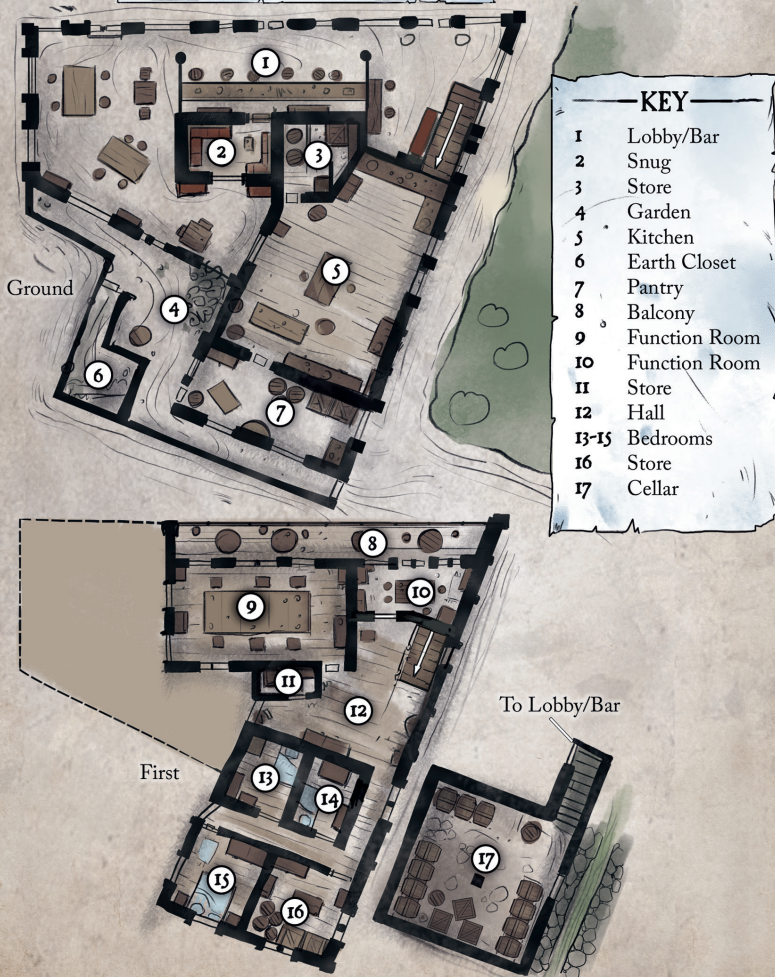 KEY
1 Lobby/Bar
2 Snug
3 Store
4 Garden
5 Kitchen
6 Earth Closet
7 Pantry
8 Balcony
9 Function Room
10 Function Room
11 Store
12 Hall
13-15 Bedrooms
16 Store
17 Cellar
1
2
3
5
Ground
4
6
7
8
10
9
11
12
To Lobby/Bar
First
13
14
17
15
16